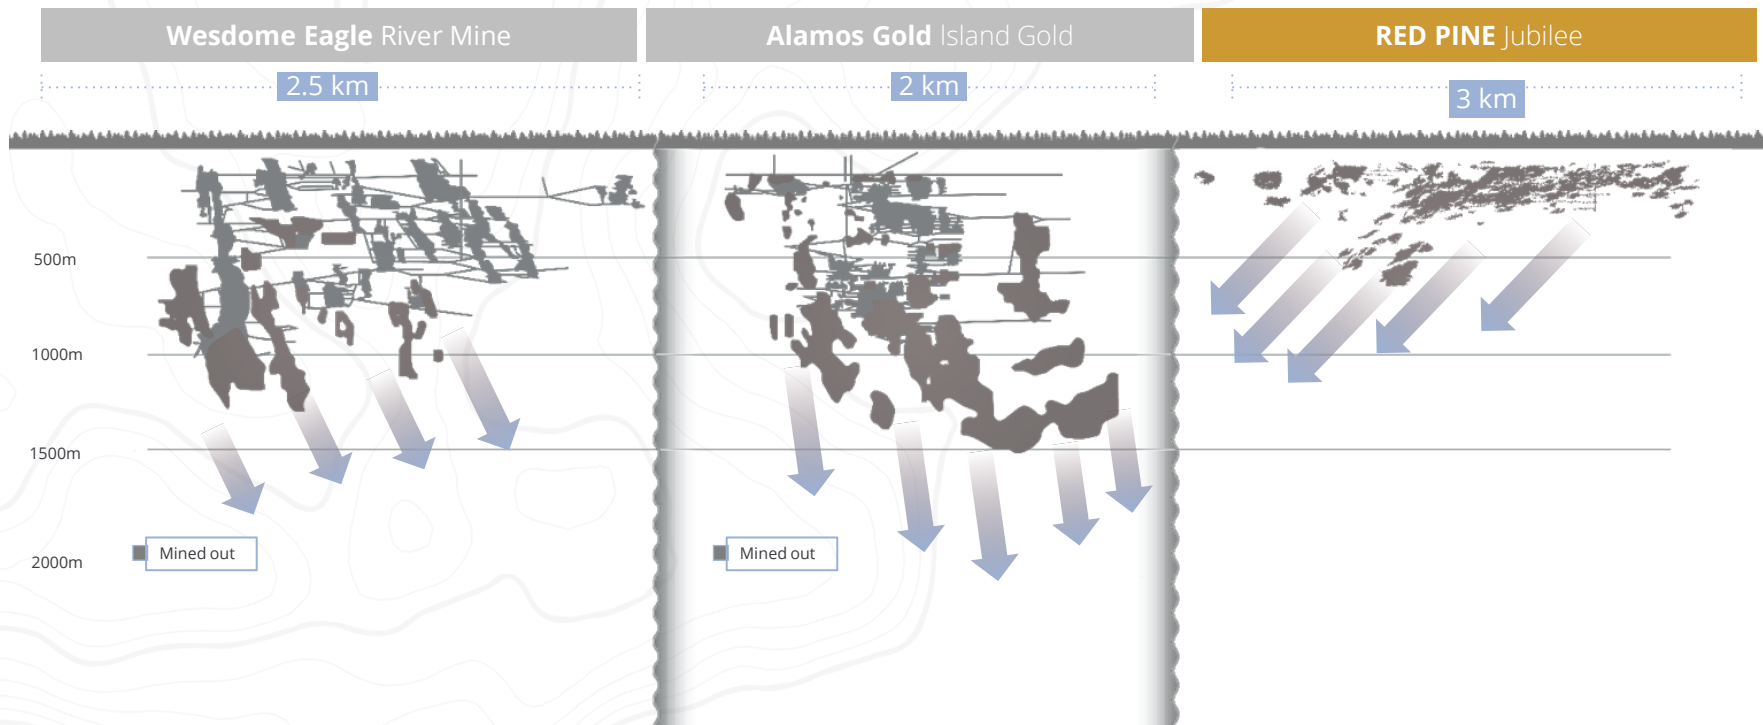 Wesdome Eagle River Mine
Alamos Gold Island Gold
RED PINE Jubilee
2.5 km
2 km
3 km
500m
1000m
1500m
2000m
Mined out
Mined out